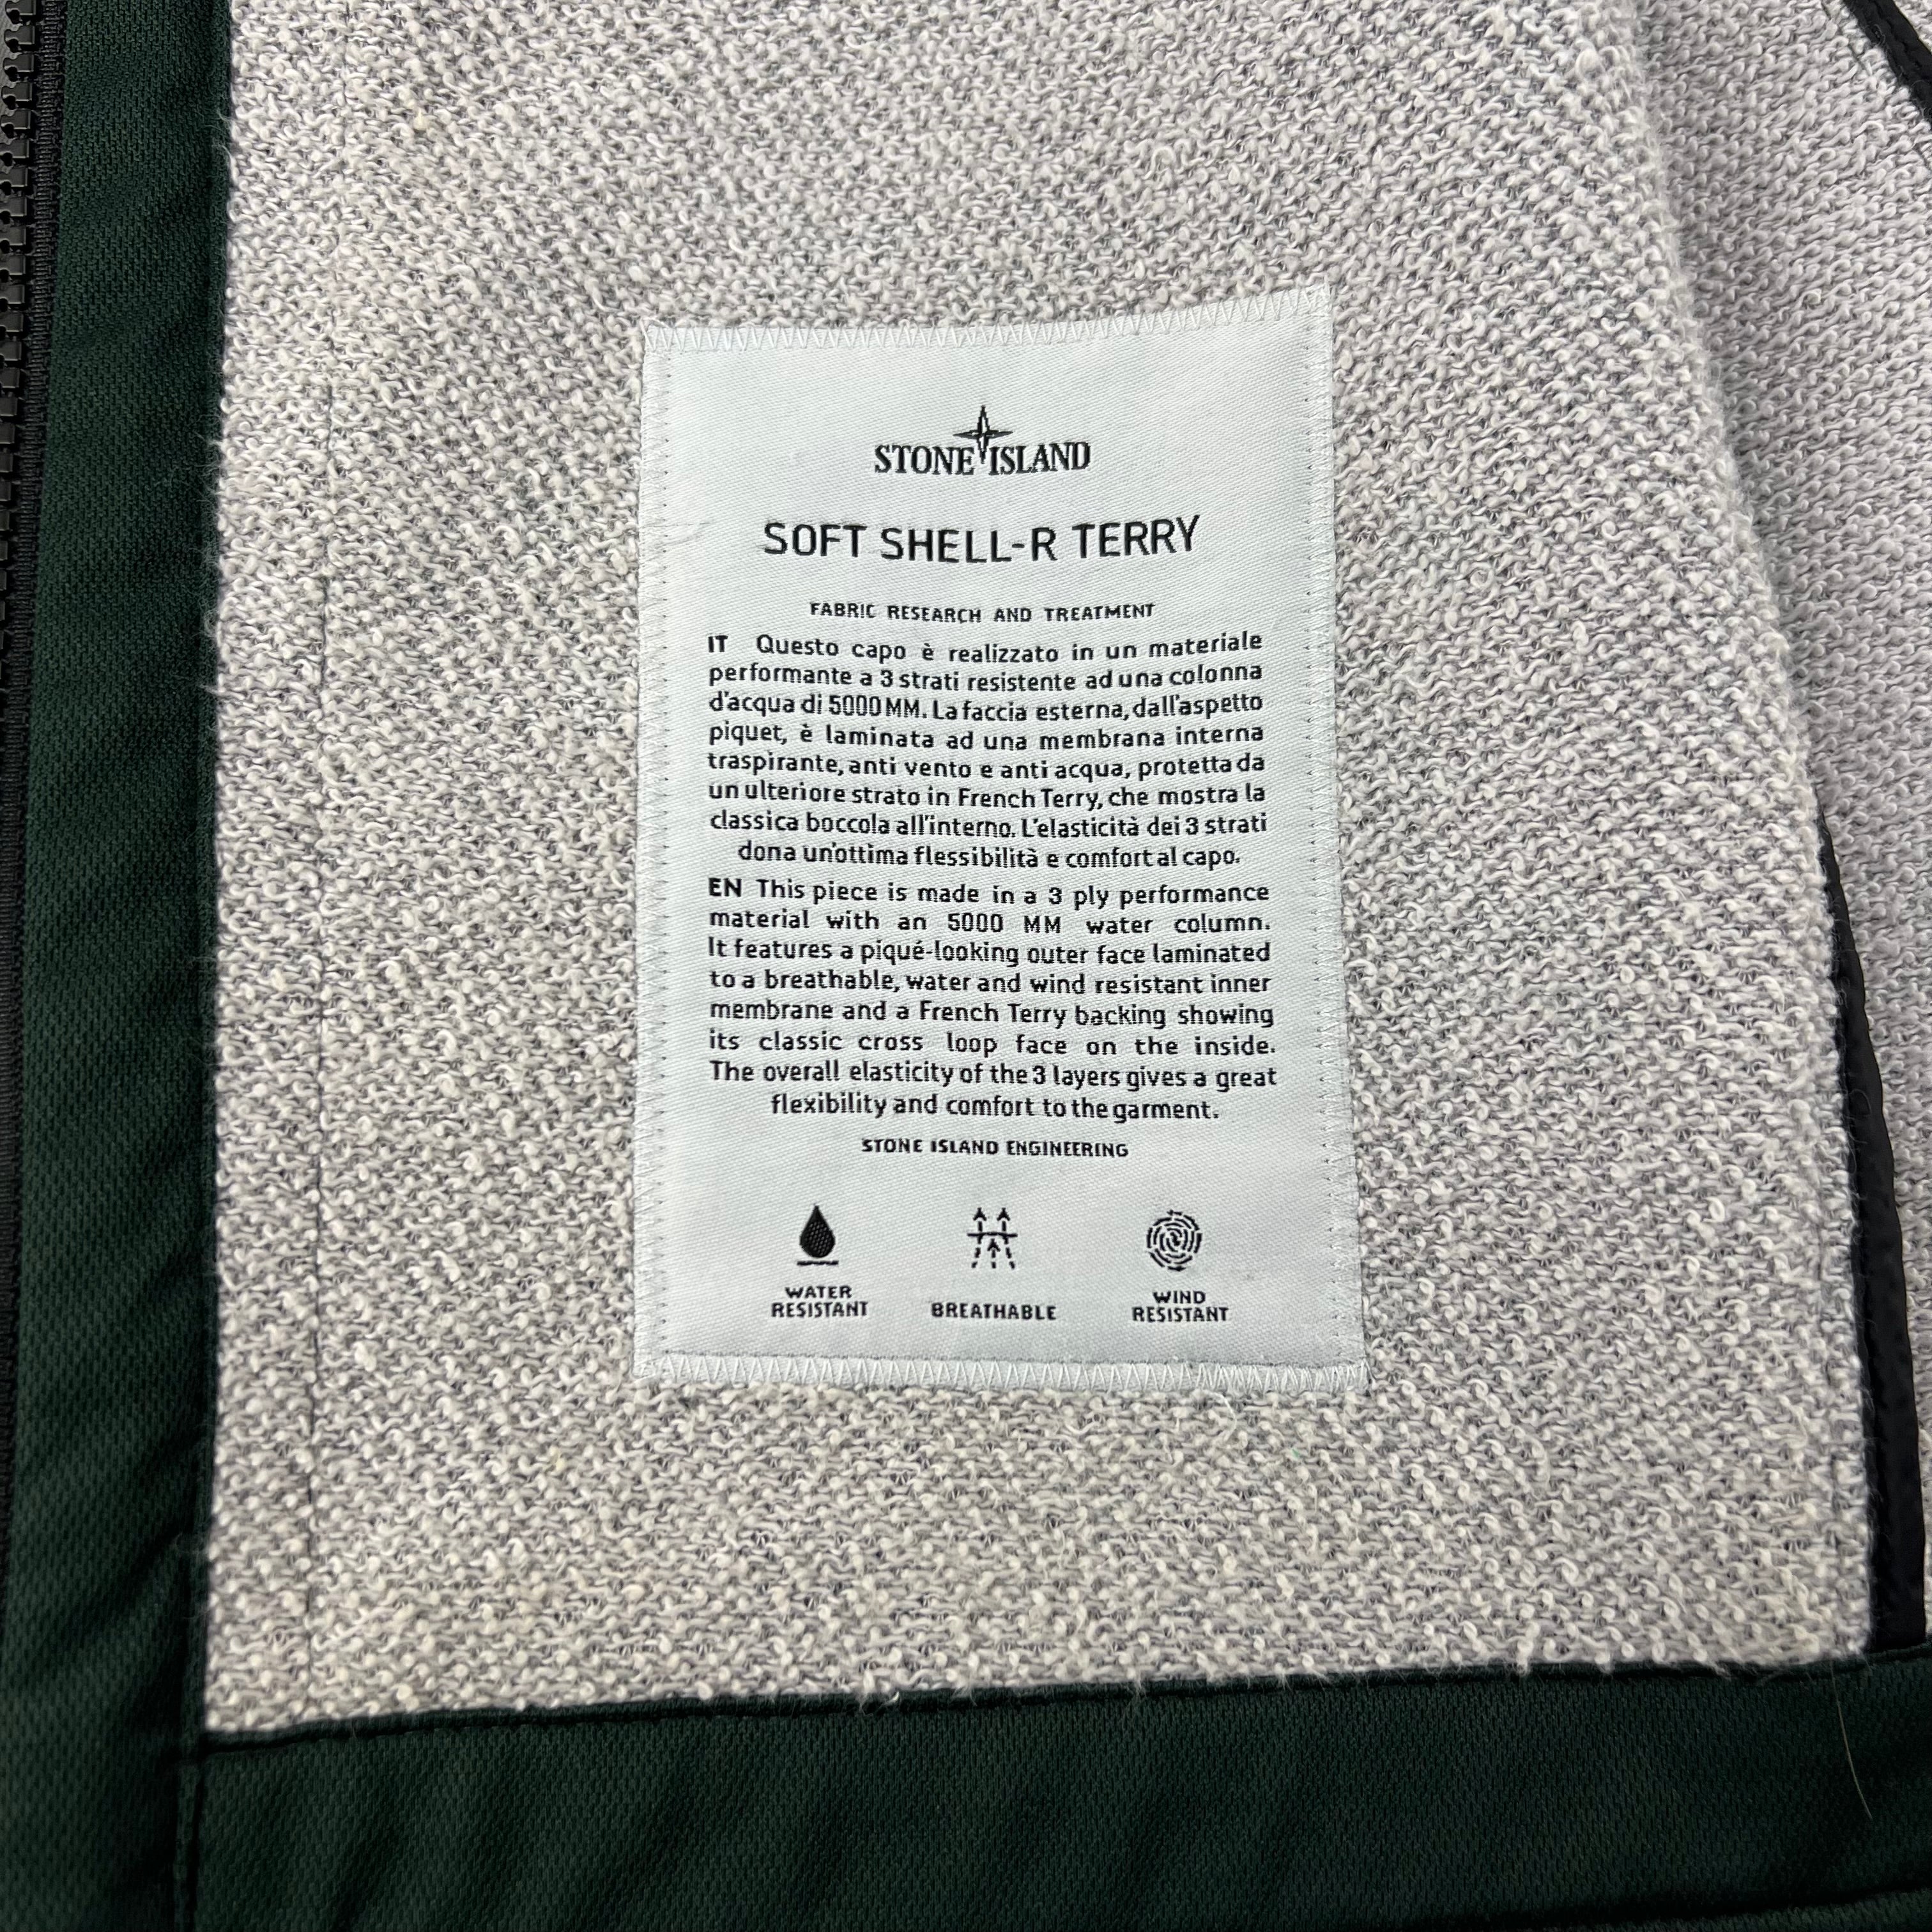 STONE ISLAND
SOFT SHELL-R TERRY
FABRIC RESEARCH AND TREATMENT
IT Questo capo è realizzato in un materiale
performante a 3 strati resistente ad una colonna
d'acqua di 5000 MM. La faccia esterna, dall'aspetto
piquet, è laminata ad una membrana interna
traspirante, anti vento e anti acqua, protetta da
un ulteriore strato in French Terry, che mostra la
classica boccola all'interno. L'elasticità dei 3 strati
dona un'ottima flessibilità e comfort al capo.
EN This piece is made in a 3 ply performance
material with an 5000 MM water column.
It features a piqué-looking outer face laminated
to a breathable, water and wind resistant inner
membrane and a French Terry backing showing
its classic cross loop face on the inside.
The overall elasticity of the 3 layers gives a great
flexibility and comfort to the garment.
STONE ISLAND ENGINEERING
WATER
RESISTANT
BREATHABLE
WIND
RESISTANT